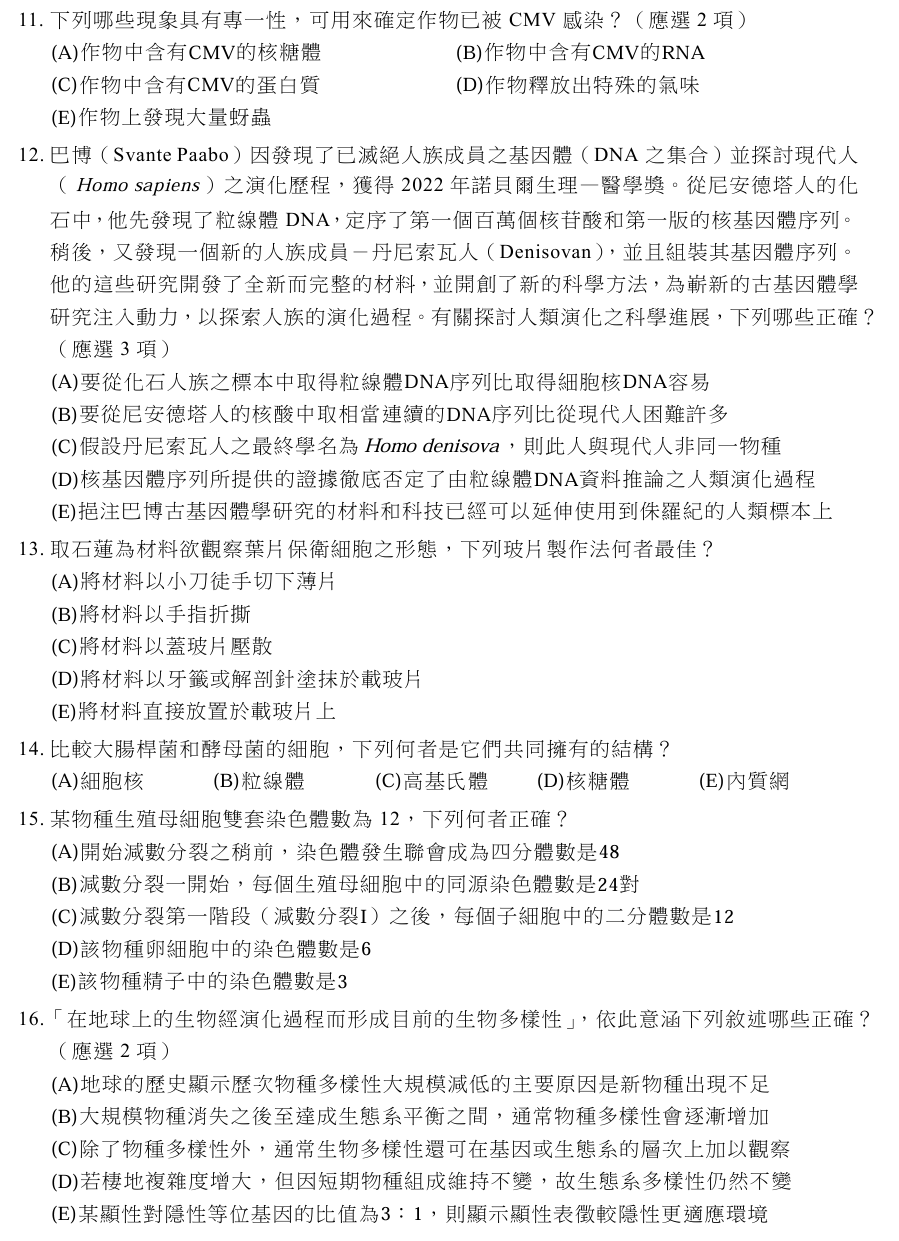 11. 下列哪些現象具有專一性，可用來確定作物已被 CMV 感染？（應選 2 項）
(A)作物中含有CMV的核糖體 (B)作物中含有CMV的RNA
(C)作物中含有CMV的蛋白質 (D)作物釋放出特殊的氣味
(E)作物上發現大量蚜蟲
12. 巴博（Svante Paabo）因發現了已滅絕人族成員之基因體（DNA 之集合）並探討現代人
（Homo sapiens）之演化歷程，獲得 2022 年諾貝爾生理－醫學獎。從尼安德塔人的化
石中，他先發現了粒線體 DNA，定序了第一個百萬個核苷酸和第一版的核基因體序列。
稍後，又發現一個新的人族成員－丹尼索瓦人（Denisovan），並且組裝其基因體序列。
他的這些研究開發了全新而完整的材料，並開創了新的科學方法，為嶄新的古基因體學
研究注入動力，以探索人族的演化過程。有關探討人類演化之科學進展，下列哪些正確？
（應選 3 項）
(A)要從化石人族之標本中取得粒線體DNA序列比取得細胞核DNA容易
(B)要從尼安德塔人的核酸中取相當連續的DNA序列比從現代人困難許多
(C)假設丹尼索瓦人之最終學名為 Homo denisova，則此人與現代人非同一物種
(D)核基因體序列所提供的證據徹底否定了由粒線體DNA資料推論之人類演化過程
(E)挹注巴博古基因體學研究的材料和科技已經可以延伸使用到侏羅紀的人類標本上
13. 取石蓮為材料欲觀察葉片保衛細胞之形態，下列玻片製作法何者最佳？
(A)將材料以小刀徒手切下薄片
(B)將材料以手指折撕
(C)將材料以蓋玻片壓散
(D)將材料以牙籤或解剖針塗抹於載玻片
(E)將材料直接放置於載玻片上
14. 比較大腸桿菌和酵母菌的細胞，下列何者是它們共同擁有的結構？
(A)細胞核 (B)粒線體 (C)高基氏體 (D)核糖體 (E)內質網
15. 某物種生殖母細胞雙套染色體數為 12，下列何者正確？
(A)開始減數分裂之稍前，染色體發生聯會成為四分體數是48
(B)減數分裂一開始，每個生殖母細胞中的同源染色體數是24對
(C)減數分裂第一階段（減數分裂I）之後，每個子細胞中的二分體數是12
(D)該物種卵細胞中的染色體數是6
(E)該物種精子中的染色體數是3
16.「在地球上的生物經演化過程而形成目前的生物多樣性」，依此意涵下列敘述哪些正確？
（應選 2 項）
(A)地球的歷史顯示歷次物種多樣性大規模減低的主要原因是新物種出現不足
(B)大規模物種消失之後至達成生態系平衡之間，通常物種多樣性會逐漸增加
(C)除了物種多樣性外，通常生物多樣性還可在基因或生態系的層次上加以觀察
(D)若棲地複雜度增大，但因短期物種組成維持不變，故生態系多樣性仍然不變
(E)某顯性對隱性等位基因的比值為3：1，則顯示顯性表徵較隱性更適應環境